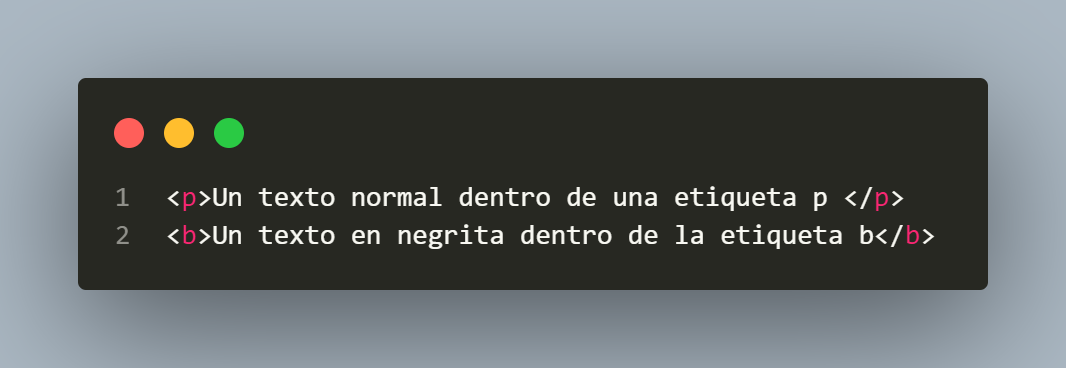 1 <p>Un texto normal dentro de una etiqueta p </p>
2 <b>Un texto en negrita dentro de la etiqueta b</b>